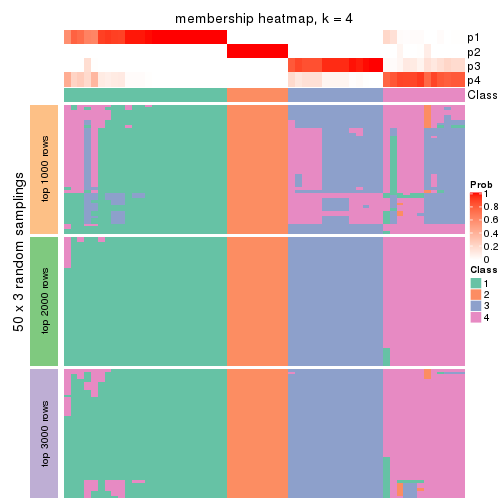 membership heatmap, k = 4
p1
p2
p3
p4
Class
50 x 3 random samplings
top 1000 rows
top 2000 rows
top 3000 rows
Prob
1
0.8
0.6
0.4
0.2
0
Class
1
2
3
4